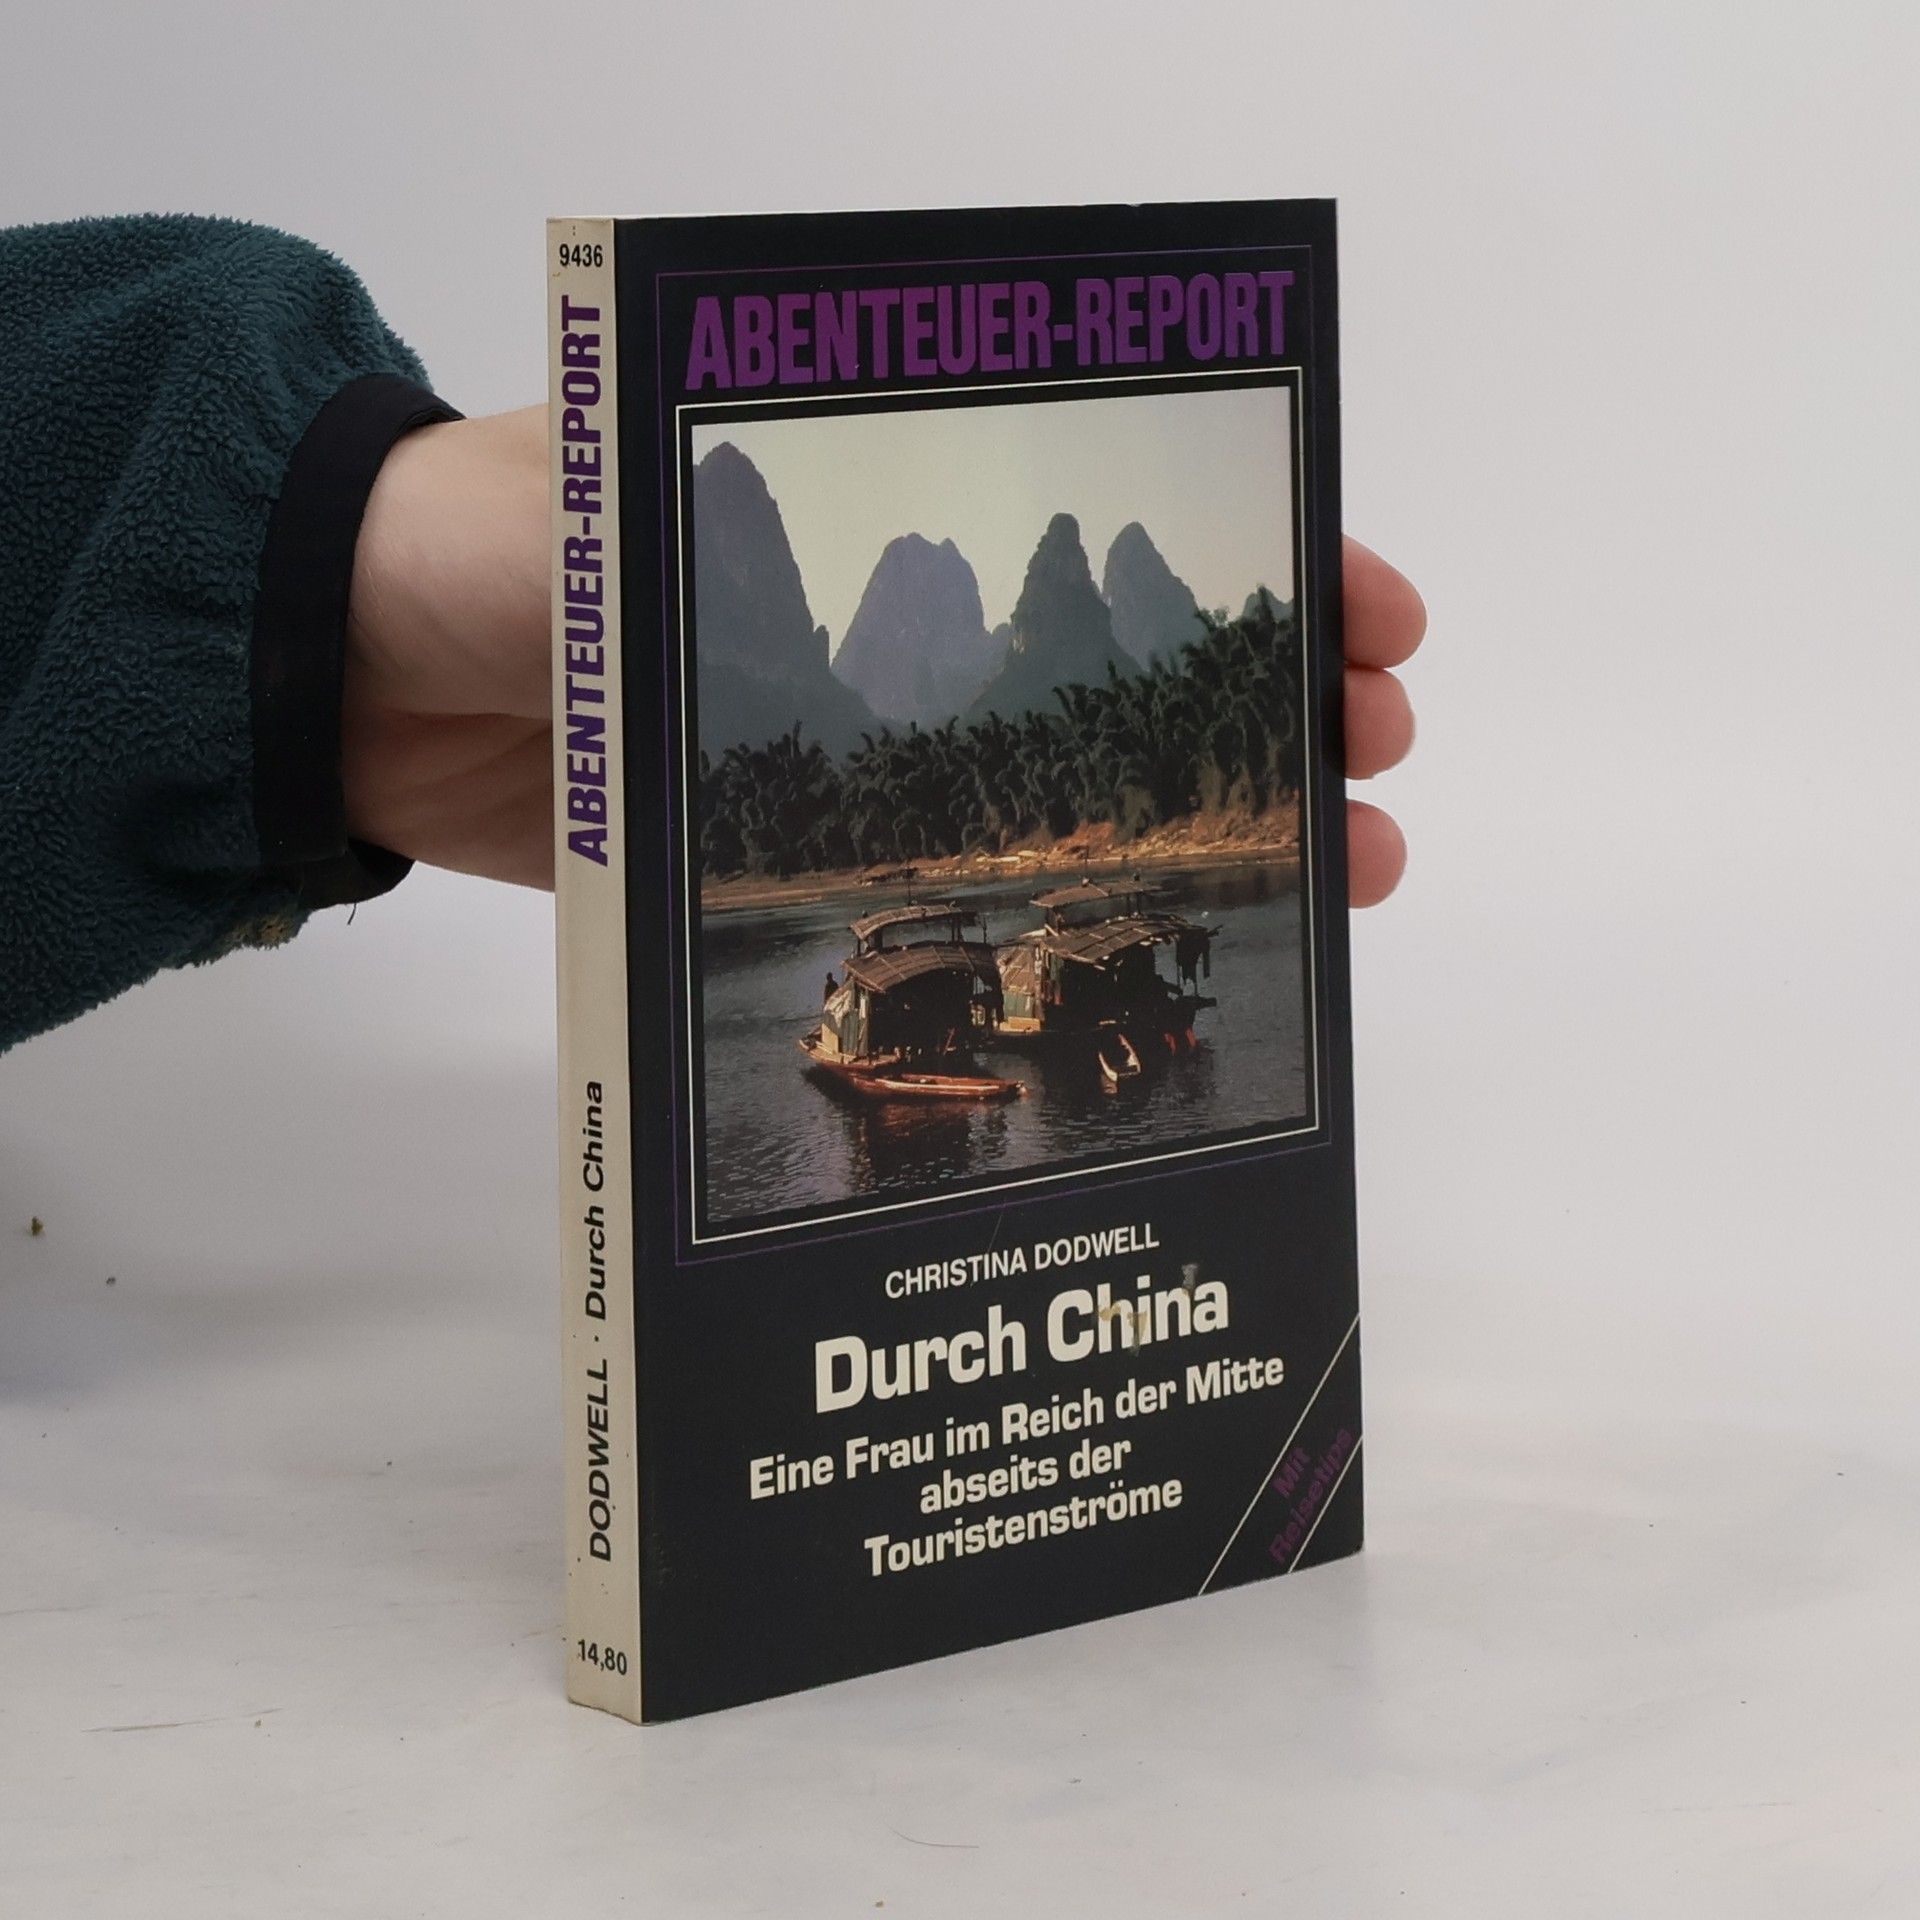 9436
ABENTEUER-REPORT
DODWELL · Durch China
14,80
ABENTEUER-REPORT
CHRISTINA DODWELL
Durch China
Eine Frau im Reich der Mitte
abseits der
Touristenströme
Mit
Reisetips